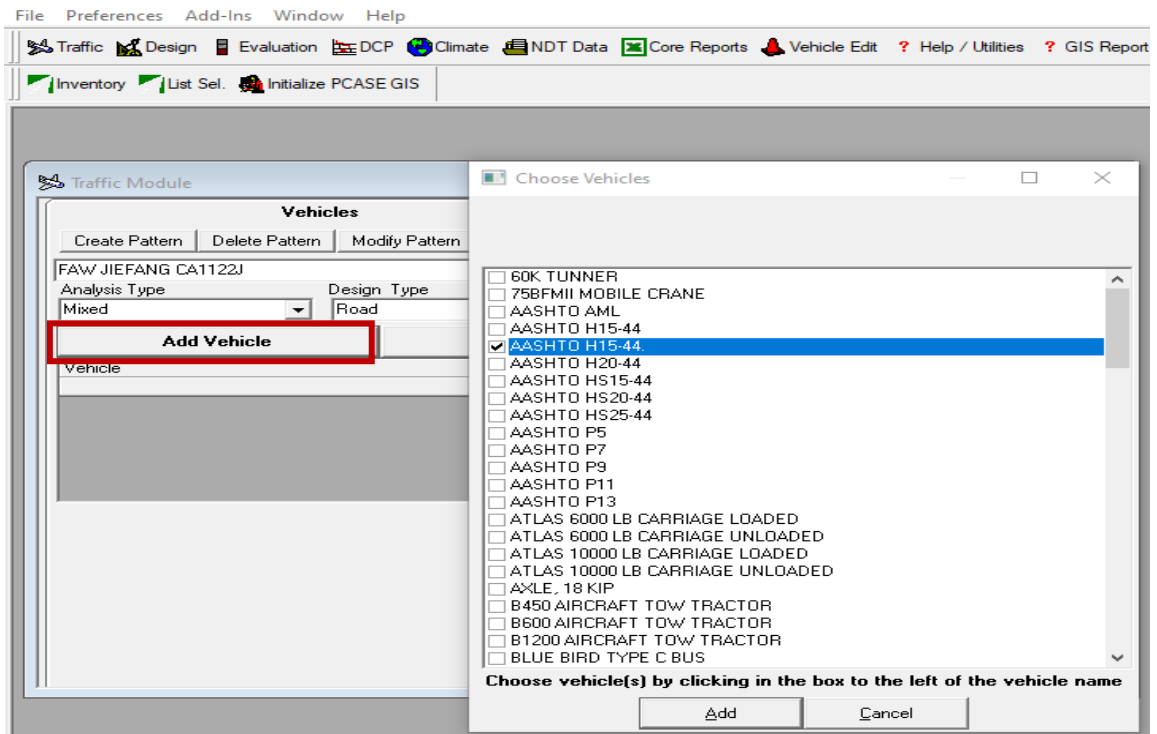 File Preferences Add-Ins Window Help
Traffic Design Evaluation DCP Climate NDT Data Core Reports Vehicle Edit ? Help / Utilities ? GIS Report
Inventory List Sel. Initialize PCASE GIS
Traffic Module
Vehicles
Create Pattern Delete Pattern Modify Pattern
FAW JIEFANG CA1122J
Analysis Type Design Type
Mixed Road
Add Vehicle
Vehicle
Choose Vehicles
60K TUNNER
75BFMII MOBILE CRANE
AASHTO AML
AASHTO H15-44
AASHTO H15-44.
AASHTO H20-44
AASHTO HS15-44
AASHTO HS20-44
AASHTO HS25-44
AASHTO P5
AASHTO P7
AASHTO P9
AASHTO P11
AASHTO P13
ATLAS 6000 LB CARRIAGE LOADED
ATLAS 6000 LB CARRIAGE UNLOADED
ATLAS 10000 LB CARRIAGE LOADED
ATLAS 10000 LB CARRIAGE UNLOADED
AXLE, 18 KIP
B450 AIRCRAFT TOW TRACTOR
B600 AIRCRAFT TOW TRACTOR
B1200 AIRCRAFT TOW TRACTOR
BLUE BIRD TYPE C BUS
Choose vehicle(s) by clicking in the box to the left of the vehicle name
Add Cancel